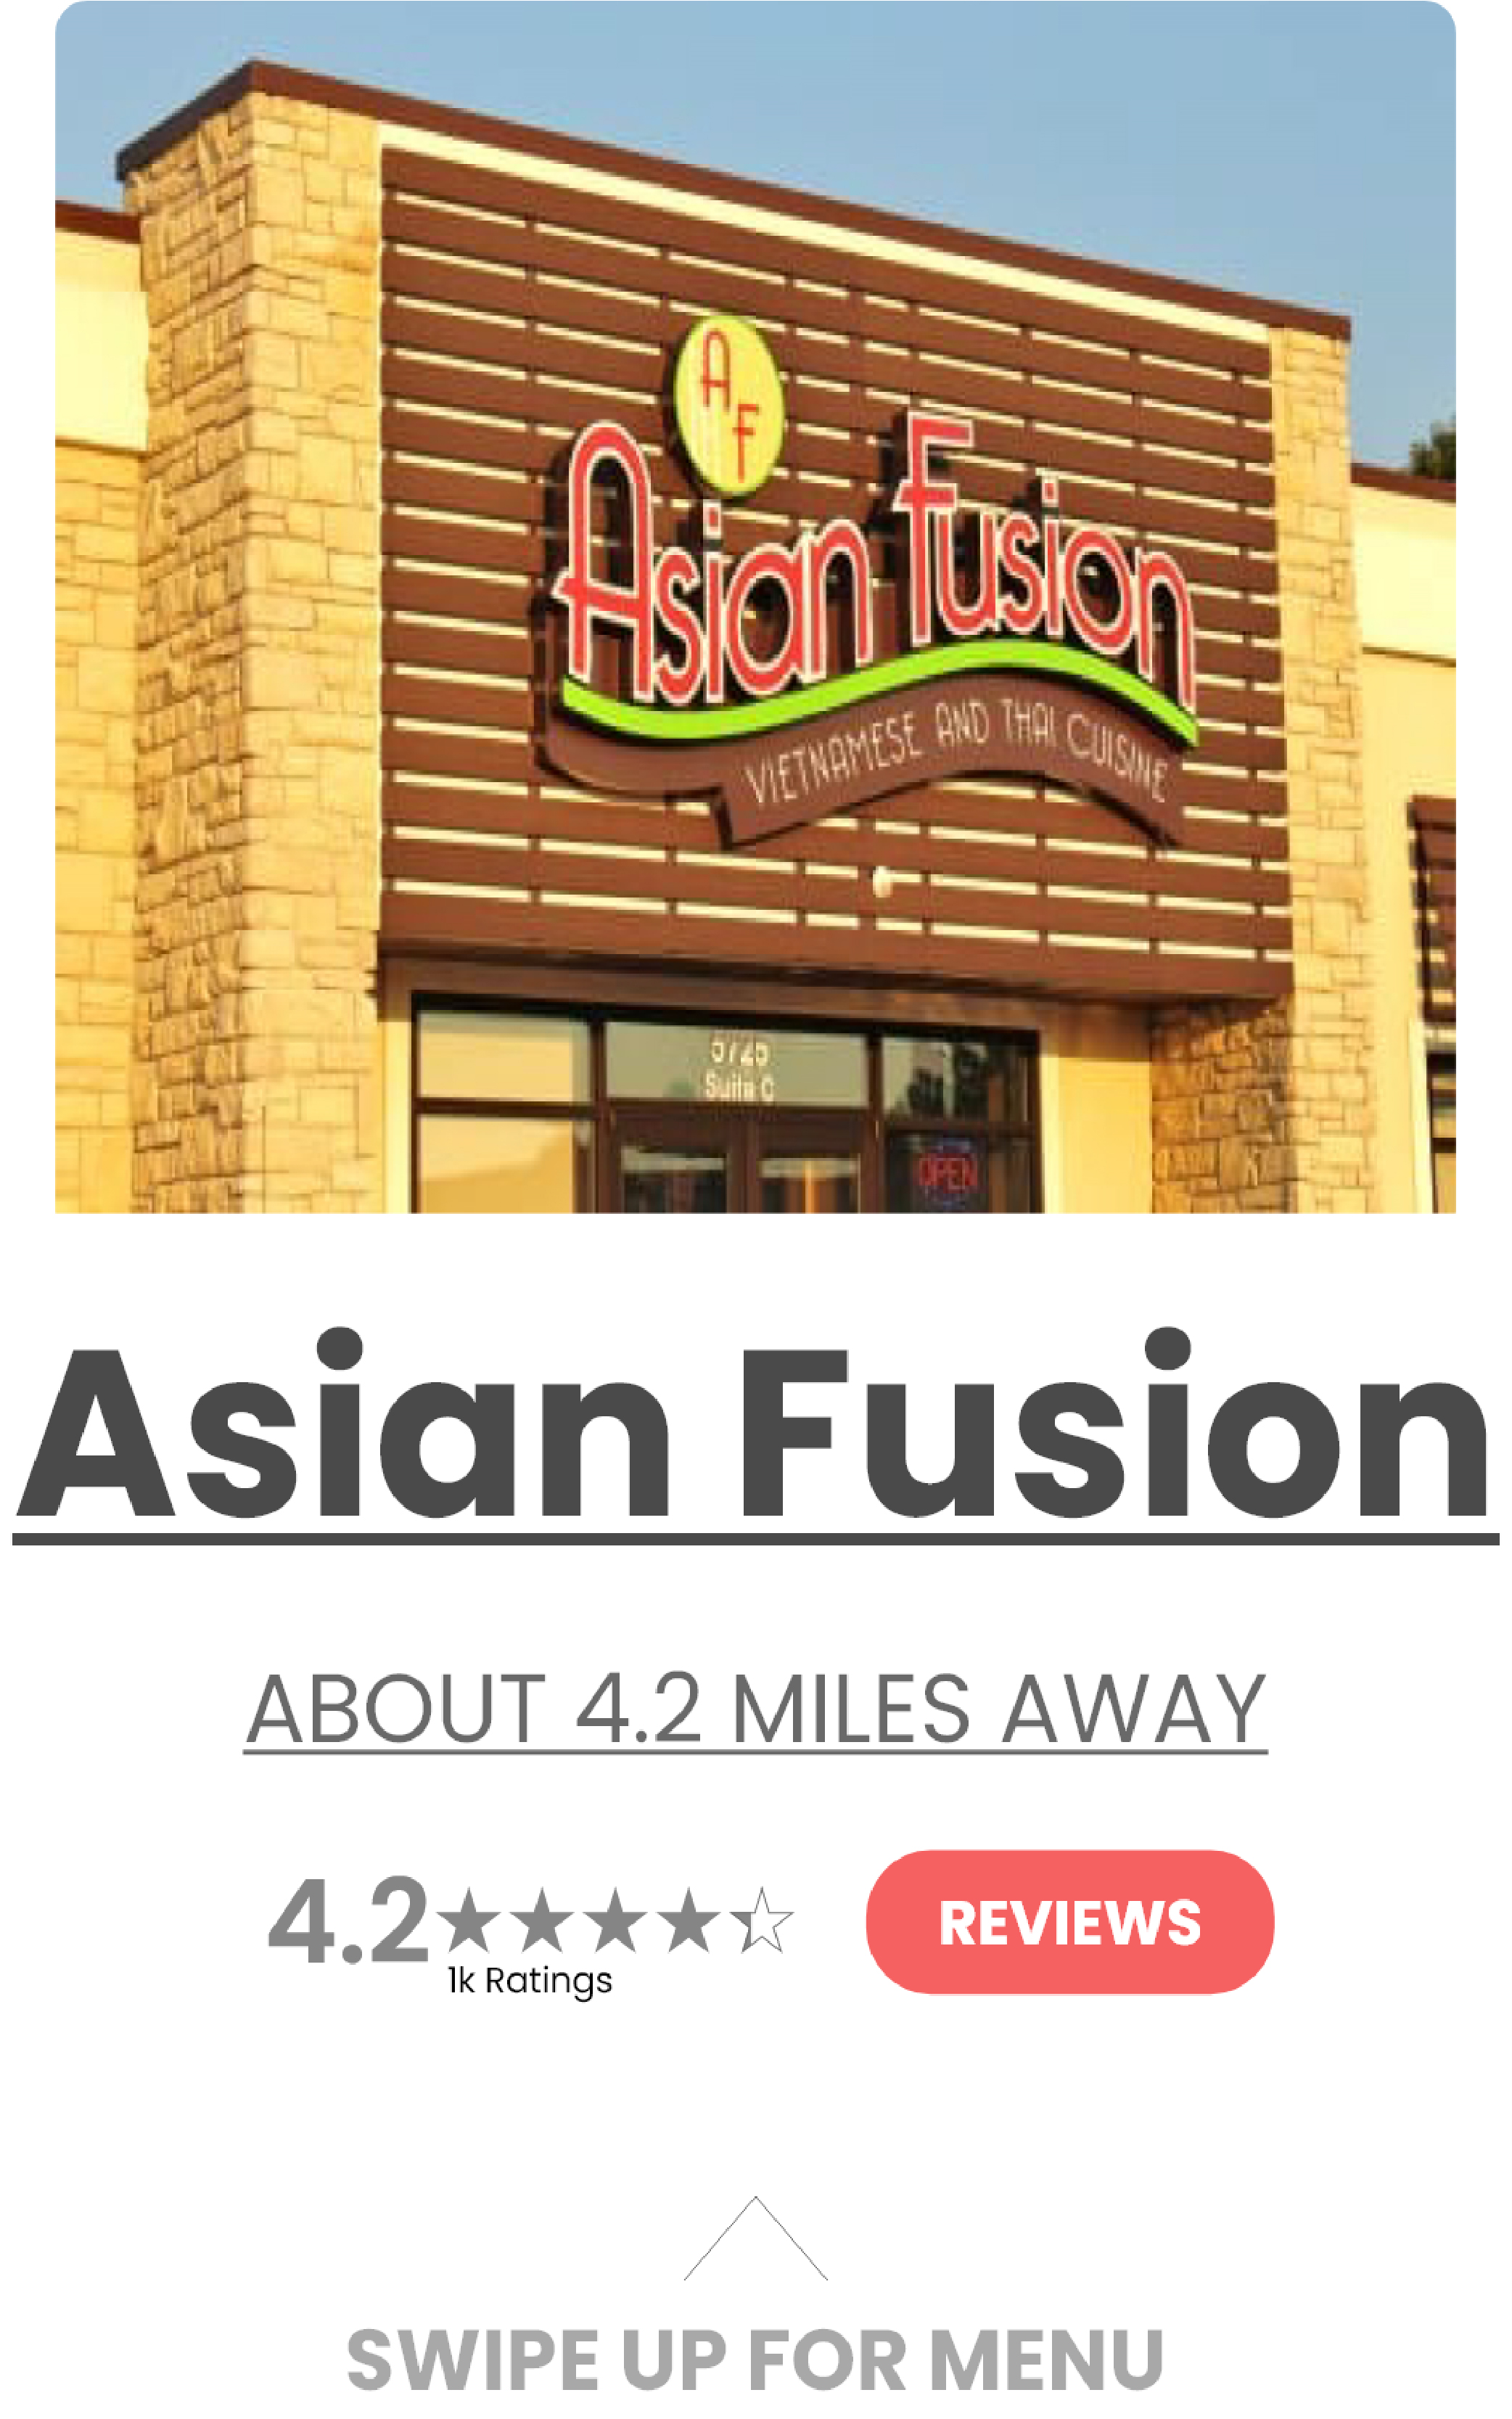 A
F
Asian Fusion
VIETNAMESE AND THAI CUISINE
5725
Suite C
OPEN
Asian Fusion
ABOUT 4.2 MILES AWAY
4.2
1k Ratings
REVIEWS
SWIPE UP FOR MENU